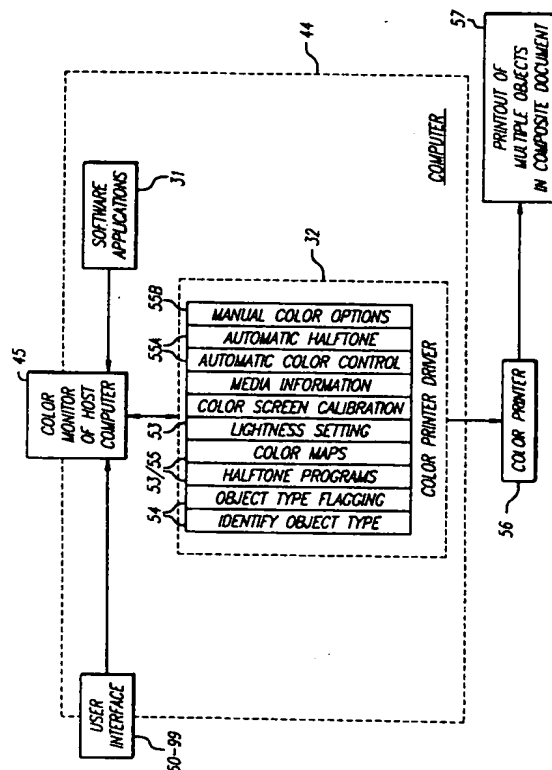 45
COLOR
MONITOR
OF HOST
COMPUTER
USER
INTERFACE
60-99
SOFTWARE
APPLICATIONS
31
44
32
54
53/55
53
55A
55B
IDENTIFY OBJECT TYPE
OBJECT TYPE FLAGGING
HALFTONE PROGRAMS
COLOR MAPS
LIGHTNESS SETTING
COLOR SCREEN CALIBRATION
MEDIA INFORMATION
AUTOMATIC COLOR CONTROL
AUTOMATIC HALFTONE
MANUAL COLOR OPTIONS
COLOR PRINTER DRIVER
COMPUTER
57
COLOR PRINTER
56
PRINTOUT OF
MULTIPLE OBJECTS
IN COMPOSITE DOCUMENT